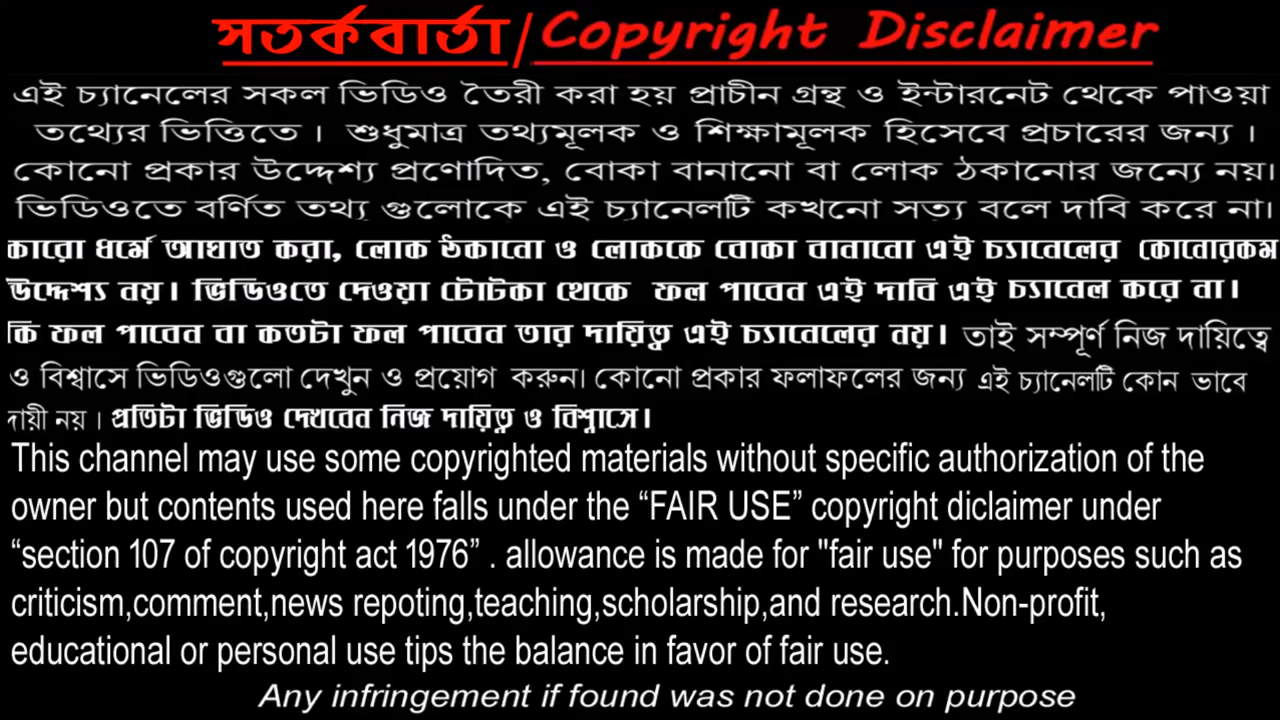 সতর্কবার্তা/Copyright Disclaimer
এই চ্যানেলের সকল ভিডিও তৈরী করা হয় প্রাচীন গ্রন্থ ও ইন্টারনেট থেকে পাওয়া
তথ্যের ভিত্তিতে । শুধুমাত্র তথ্যমূলক ও শিক্ষামূলক হিসেবে প্রচারের জন্য ।
কোনো প্রকার উদ্দেশ্য প্রণোদিত, বোকা বানানো বা লোক ঠকানোর জন্যে নয়।
ভিডিওতে বর্ণিত তথ্য গুলোকে এই চ্যানেলটি কখনো সত্য বলে দাবি করে না।
কারো ধর্মে আঘাত করা, লোক ঠকানো ও লোককে বোকা বানানো এই চ্যানেলের কোনোরকম
উদ্দেশ্য নয়। ভিডিওতে দেওয়া টোটকা থেকে ফল পাবেন এই দাবি এই চ্যানেল করে না।
কি ফল পাবেন বা কতটা ফল পাবেন তার দায়িত্ব এই চ্যানেলের নয়। তাই সম্পূর্ণ নিজ দায়িত্বে
ও বিশ্বাসে ভিডিওগুলো দেখুন ও প্রয়োগ করুন। কোনো প্রকার ফলাফলের জন্য এই চ্যানেলটি কোন ভাবে
দায়ী নয় । প্রতিটা ভিডিও দেখবেন নিজ দায়িত্ব ও বিশ্বাসে।
This channel may use some copyrighted materials without specific authorization of the
owner but contents used here falls under the “FAIR USE” copyright diclaimer under
“section 107 of copyright act 1976” . allowance is made for "fair use" for purposes such as
criticism,comment,news repoting,teaching,scholarship,and research.Non-profit,
educational or personal use tips the balance in favor of fair use.
Any infringement if found was not done on purpose